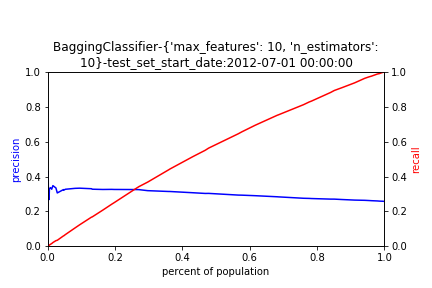 BaggingClassifier-{'max_features': 10, 'n_estimators':
10}-test_set_start_date:2012-07-01 00:00:00
1.0
0.8
0.6
0.4
0.2
0.0
precision
1.0
0.8
0.6
0.4
0.2
0.0
recall
0.0 0.2 0.4 0.6 0.8 1.0
percent of population